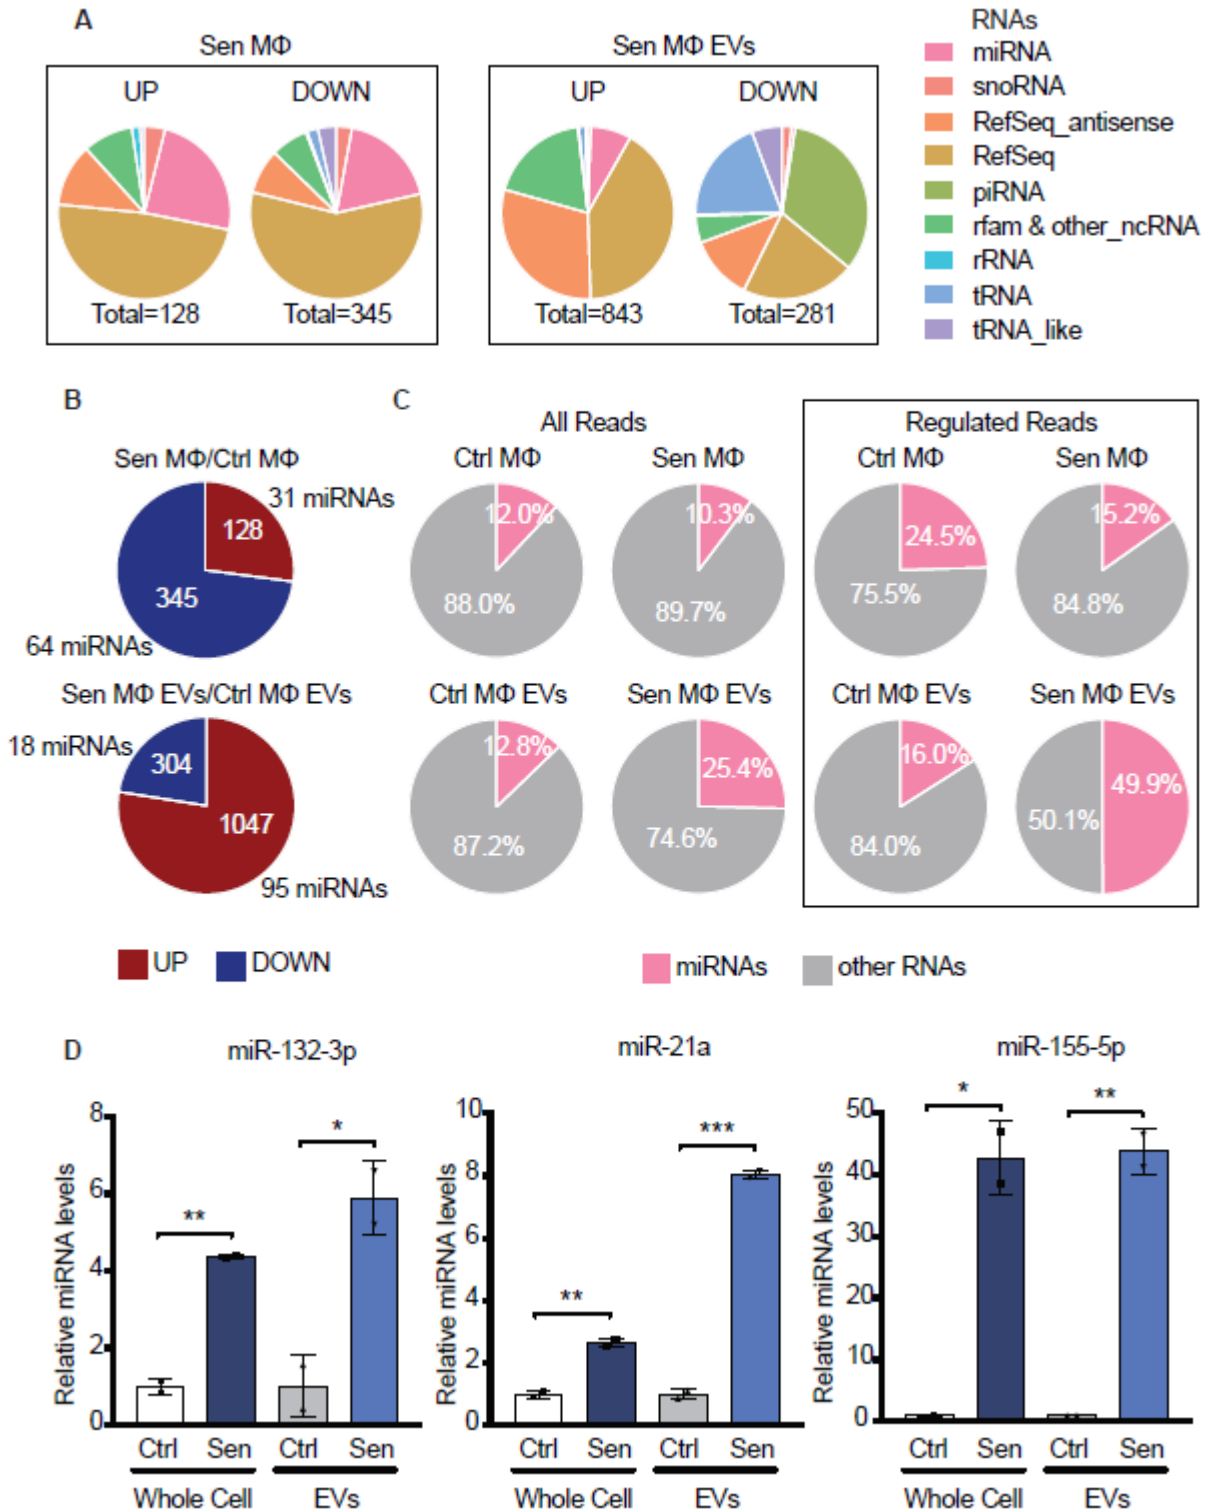 A
Sen MΦ
Sen MΦ EVs
RNAs
UP
DOWN
UP
DOWN
Total=128
Total=345
Total=843
Total=281
miRNA
snoRNA
RefSeq_antisense
RefSeq
piRNA
rfam & other_ncRNA
rRNA
tRNA
tRNA_like
B
Sen MΦ/Ctrl MΦ
31 miRNAs
128
345
64 miRNAs
Sen MΦ EVs/Ctrl MΦ EVs
18 miRNAs
304
1047
95 miRNAs
UP
DOWN
C
All Reads
Regulated Reads
Ctrl MΦ
Sen MΦ
Ctrl MΦ
Sen MΦ
12.0%
88.0%
10.3%
89.7%
24.5%
75.5%
15.2%
84.8%
Ctrl MΦ EVs
Sen MΦ EVs
Ctrl MΦ EVs
Sen MΦ EVs
12.8%
87.2%
25.4%
74.6%
16.0%
84.0%
49.9%
50.1%
miRNAs
other RNAs
D
miR-132-3p
Relative miRNA levels
8
6
4
2
0
**
*
Ctrl Sen Ctrl Sen
Whole Cell EVs
miR-21a
Relative miRNA levels
10
8
6
4
2
0
**
***
Ctrl Sen Ctrl Sen
Whole Cell EVs
miR-155-5p
Relative miRNA levels
50
40
30
20
10
0
*
**
Ctrl Sen Ctrl Sen
Whole Cell EVs